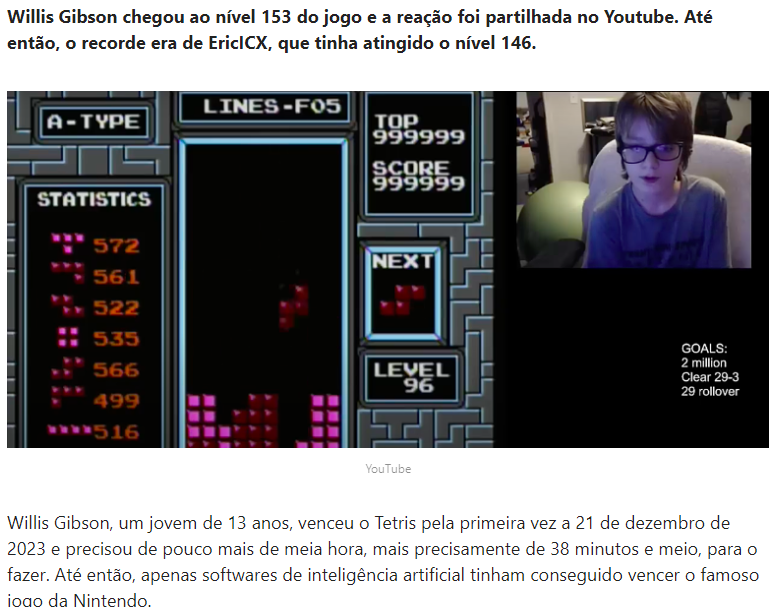 Willis Gibson chegou ao nível 153 do jogo e a reação foi partilhada no Youtube. Até
então, o recorde era de EricICX, que tinha atingido o nível 146.
A-TYPE
LINES-F05
TOP
999999
SCORE
999999
STATISTICS
572
561
522
535
566
499
516
NEXT
LEVEL
96
GOALS:
2 million
Clear 29-3
29 rollover
YouTube
Willis Gibson, um jovem de 13 anos, venceu o Tetris pela primeira vez a 21 de dezembro de
2023 e precisou de pouco mais de meia hora, mais precisamente de 38 minutos e meio, para o
fazer. Até então, apenas softwares de inteligência artificial tinham conseguido vencer o famoso
jogo da Nintendo.